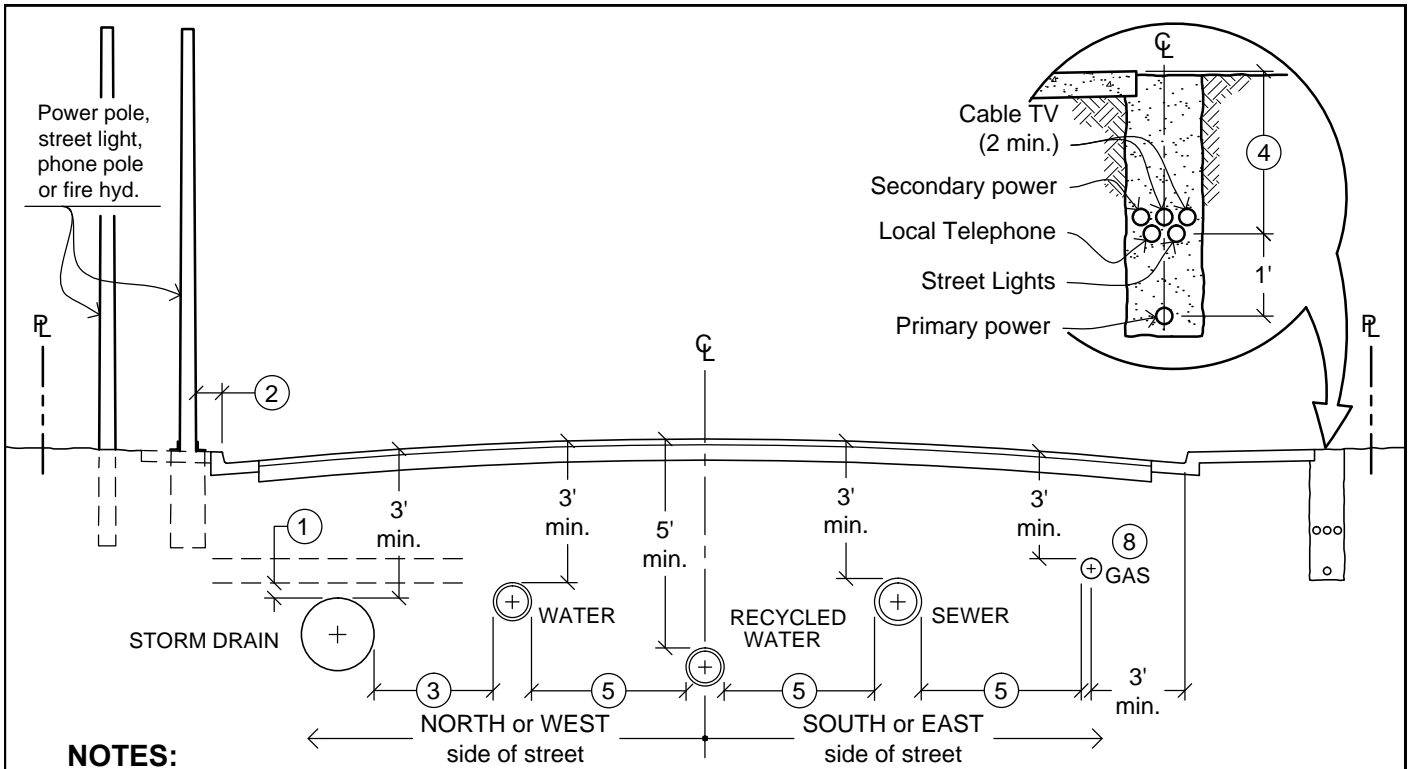 Power pole,
street light,
phone pole
or fire hyd.
℄
Cable TV
(2 min.)
Secondary power
Local Telephone
Street Lights
Primary power
4
1'
℄
PL
PL
2
1
3'
min.
3'
min.
5'
min.
3'
min.
3'
min.
8
GAS
WATER
STORM DRAIN
RECYCLED
WATER
SEWER
3
5
5
5
3'
min.
NORTH or WEST
side of street
SOUTH or EAST
side of street
NOTES: